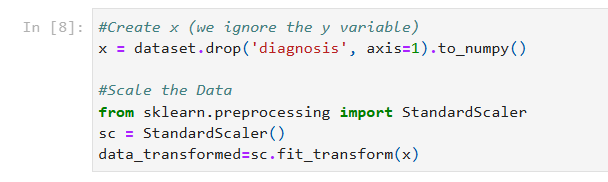 In [8]: #Create x (we ignore the y variable)
x = dataset.drop('diagnosis', axis=1).to_numpy()
#Scale the Data
from sklearn.preprocessing import StandardScaler
sc = StandardScaler()
data_transformed=sc.fit_transform(x)